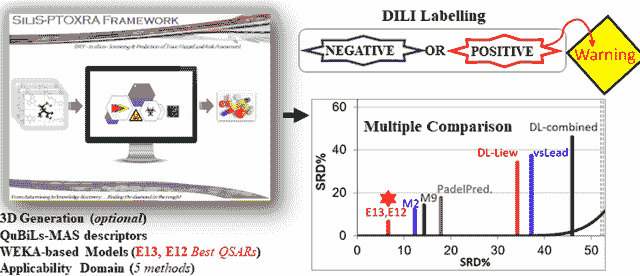 SiLiS-PTOXRA FRAMEWORK
DILI Labelling
NEGATIVE OR POSITIVE
Warning
3D Generation (optional)
QuBiLs-MAS descriptors
WEKA-based Models (E13, E12 Best QSARs)
Applicability Domain (5 methods)
Multiple Comparison
SRD%
60
40
20
0
E13,E12
M2
M9
PadelPred.
DL-Liew
vsLead
DL-combined
0 10 20 30 40 50
SRD%